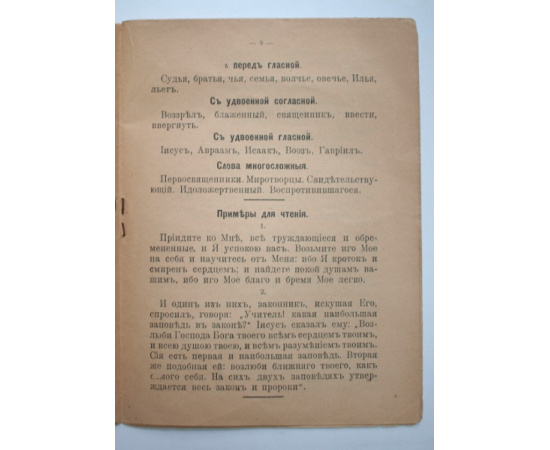 — 9 —
ь передъ гласной.
Судья, братья, чья, семья, волчье, овечье, Илья,
льетъ.
Съ удвоенной согласной.
Воззрѣлъ, блаженный, священникъ, ввести,
ввергнуть.
Съ удвоенной гласной.
Іисусъ, Авраамъ, Исаакъ, Воозъ, Гавріилъ.
Слова многосложныя.
Первосвященники. Миротворцы. Свидѣтельствую-
щій. Идоложертвенный. Воспротивившагося.
Примѣры для чтенія.
1.
Пріидите ко Мнѣ, всѣ труждающіеся и обре-
мененные, и Я успокою васъ. Возьмите иго Мое
на себя и научитесь отъ Меня: ибо Я кротокъ и
смиренъ сердцемъ; и найдете покой душамъ ва-
шимъ, ибо иго Мое благо и бремя Мое легко.
2.
И одинъ изъ нихъ, законникъ, искушая Его,
спросилъ, говоря: „Учитель! какая наибольшая
заповѣдь въ законѣ?" Іисусъ сказалъ ему: „Воз-
люби Господа Бога твоего всѣмъ сердцемъ твоимъ,
и всею душою твоею, и всѣмъ разумѣніемъ твоимъ.
Сія есть первая и наибольшая заповѣдь. Вторая
же подобная ей: возлюби ближняго твоего, какъ
самого себя. На сихъ двухъ заповѣдяхъ утвер-
ждается весь законъ и пророки".